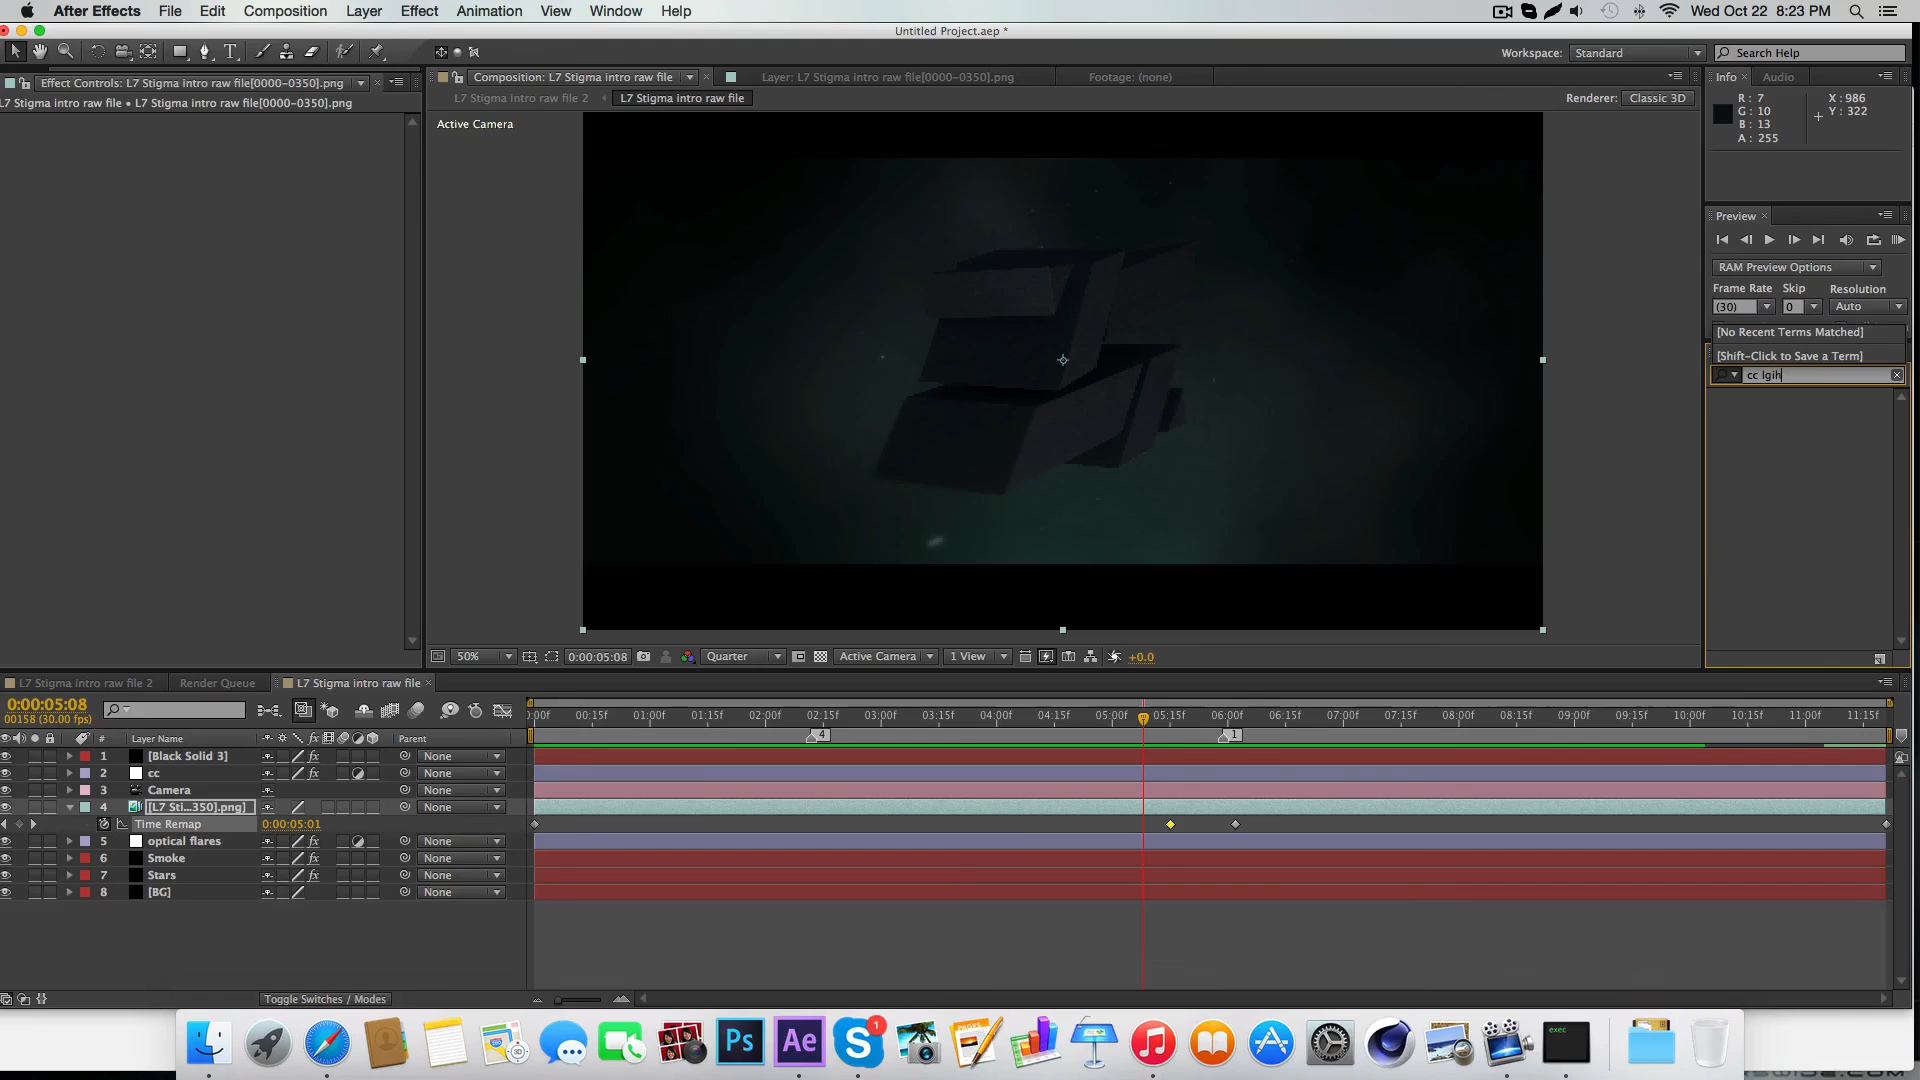 After Effects File Edit Composition Layer Effect Animation View Window Help Wed Oct 22 8:23 PM
Untitled Project.aep *
Workspace: Standard Search Help
Effect Controls: L7 Stigma intro raw file[0000-0350].png
L7 Stigma intro raw file • L7 Stigma intro raw file[0000-0350].png
Composition: L7 Stigma intro raw file Layer: L7 Stigma intro raw file[0000-0350].png Footage: (none)
L7 Stigma intro raw file 2 L7 Stigma intro raw file Renderer: Classic 3D
Active Camera
Info Audio
R: 7 X: 986
G: 10 Y: 322
B: 13
A: 255
Preview
RAM Preview Options
Frame Rate Skip Resolution
(30) 0 Auto
[No Recent Terms Matched]
[Shift-Click to Save a Term]
cc lgih
50% 0:00:05:08 Quarter Active Camera 1 View +0.0
L7 Stigma intro raw file 2 Render Queue L7 Stigma intro raw file
0:00:05:08
00158 (30.00 fps)
:00f 00:15f 01:00f 01:15f 02:00f 02:15f 03:00f 03:15f 04:00f 04:15f 05:00f 05:15f 06:00f 06:15f 07:00f 07:15f 08:00f 08:15f 09:00f 09:15f 10:00f 10:15f 11:00f 11:15f
4 1
# Layer Name Parent
1 [Black Solid 3] None
2 cc None
3 Camera None
4 [L7 Sti...350].png] None
Time Remap 0:00:05:01
5 optical flares None
6 Smoke None
7 Stars None
8 [BG] None
Toggle Switches / Modes
Ps Ae 1 PAGES exec